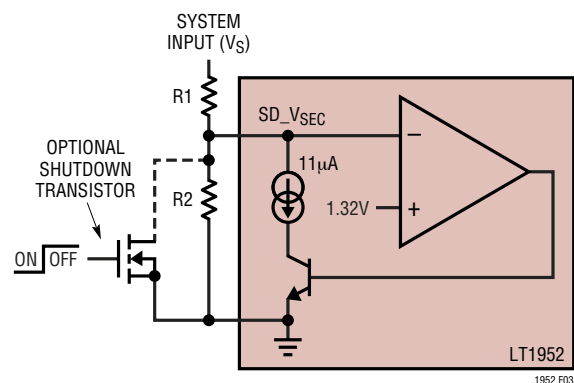 SYSTEM
INPUT (VS)
R1
SD_VSEC
OPTIONAL
SHUTDOWN
TRANSISTOR
R2
11µA
1.32V
−
+
ON OFF
LT1952
1952 F03